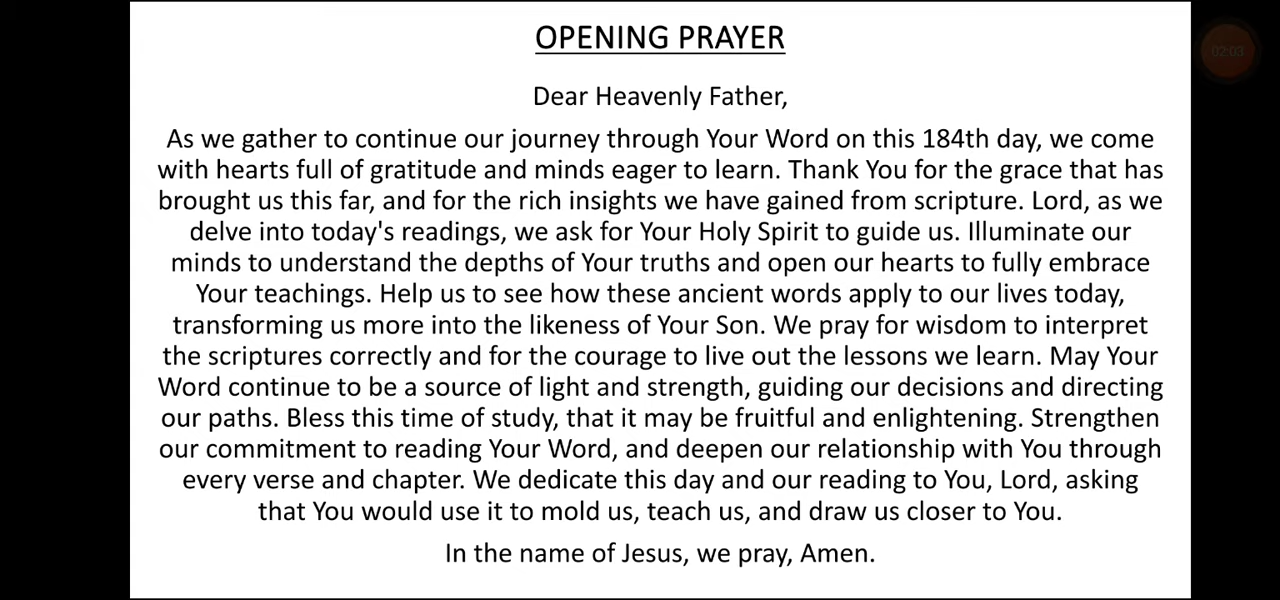 OPENING PRAYER
02:03
Dear Heavenly Father,
As we gather to continue our journey through Your Word on this 184th day, we come
with hearts full of gratitude and minds eager to learn. Thank You for the grace that has
brought us this far, and for the rich insights we have gained from scripture. Lord, as we
delve into today's readings, we ask for Your Holy Spirit to guide us. Illuminate our
minds to understand the depths of Your truths and open our hearts to fully embrace
Your teachings. Help us to see how these ancient words apply to our lives today,
transforming us more into the likeness of Your Son. We pray for wisdom to interpret
the scriptures correctly and for the courage to live out the lessons we learn. May Your
Word continue to be a source of light and strength, guiding our decisions and directing
our paths. Bless this time of study, that it may be fruitful and enlightening. Strengthen
our commitment to reading Your Word, and deepen our relationship with You through
every verse and chapter. We dedicate this day and our reading to You, Lord, asking
that You would use it to mold us, teach us, and draw us closer to You.
In the name of Jesus, we pray, Amen.